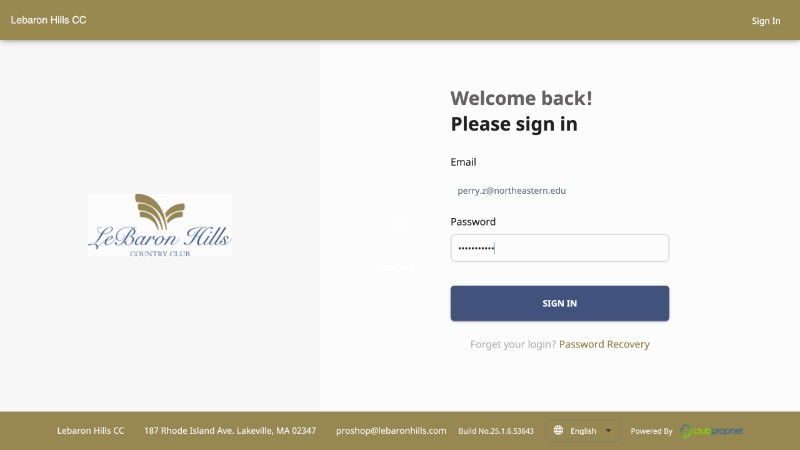 Lebaron Hills CC
Sign In
LeBaron Hills
COUNTRY CLUB
Welcome back!
Please sign in
Email
perry.z@northeastern.edu
Password
•••••••••••
SIGN IN
Forget your login? Password Recovery
Lebaron Hills CC 187 Rhode Island Ave. Lakeville, MA 02347 proshop@lebaronhills.com Build No.25.1.6.53643 English Powered By clubprophet